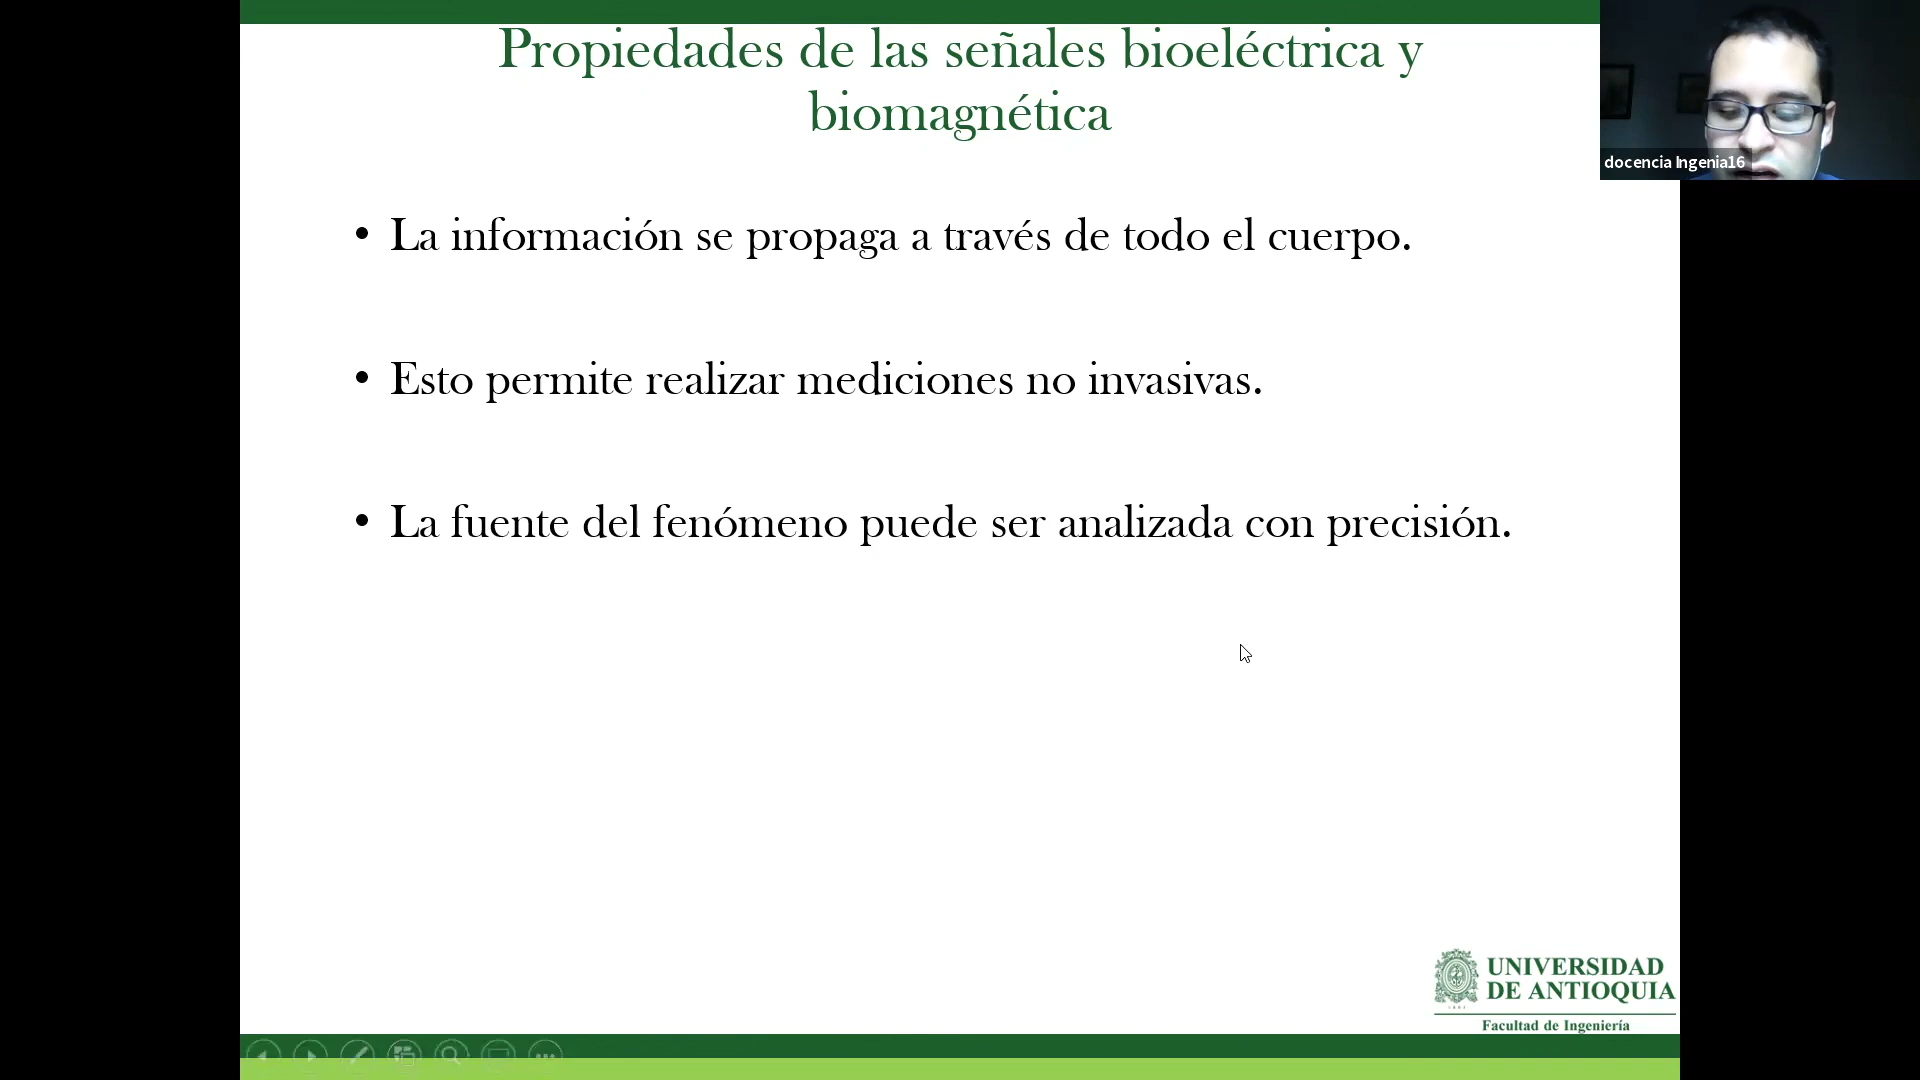 Propiedades de las señales bioeléctrica y
biomagnética
docencia Ingenia16
• La información se propaga a través de todo el cuerpo.
• Esto permite realizar mediciones no invasivas.
• La fuente del fenómeno puede ser analizada con precisión.
UNIVERSIDAD
DE ANTIOQUIA
Facultad de Ingeniería